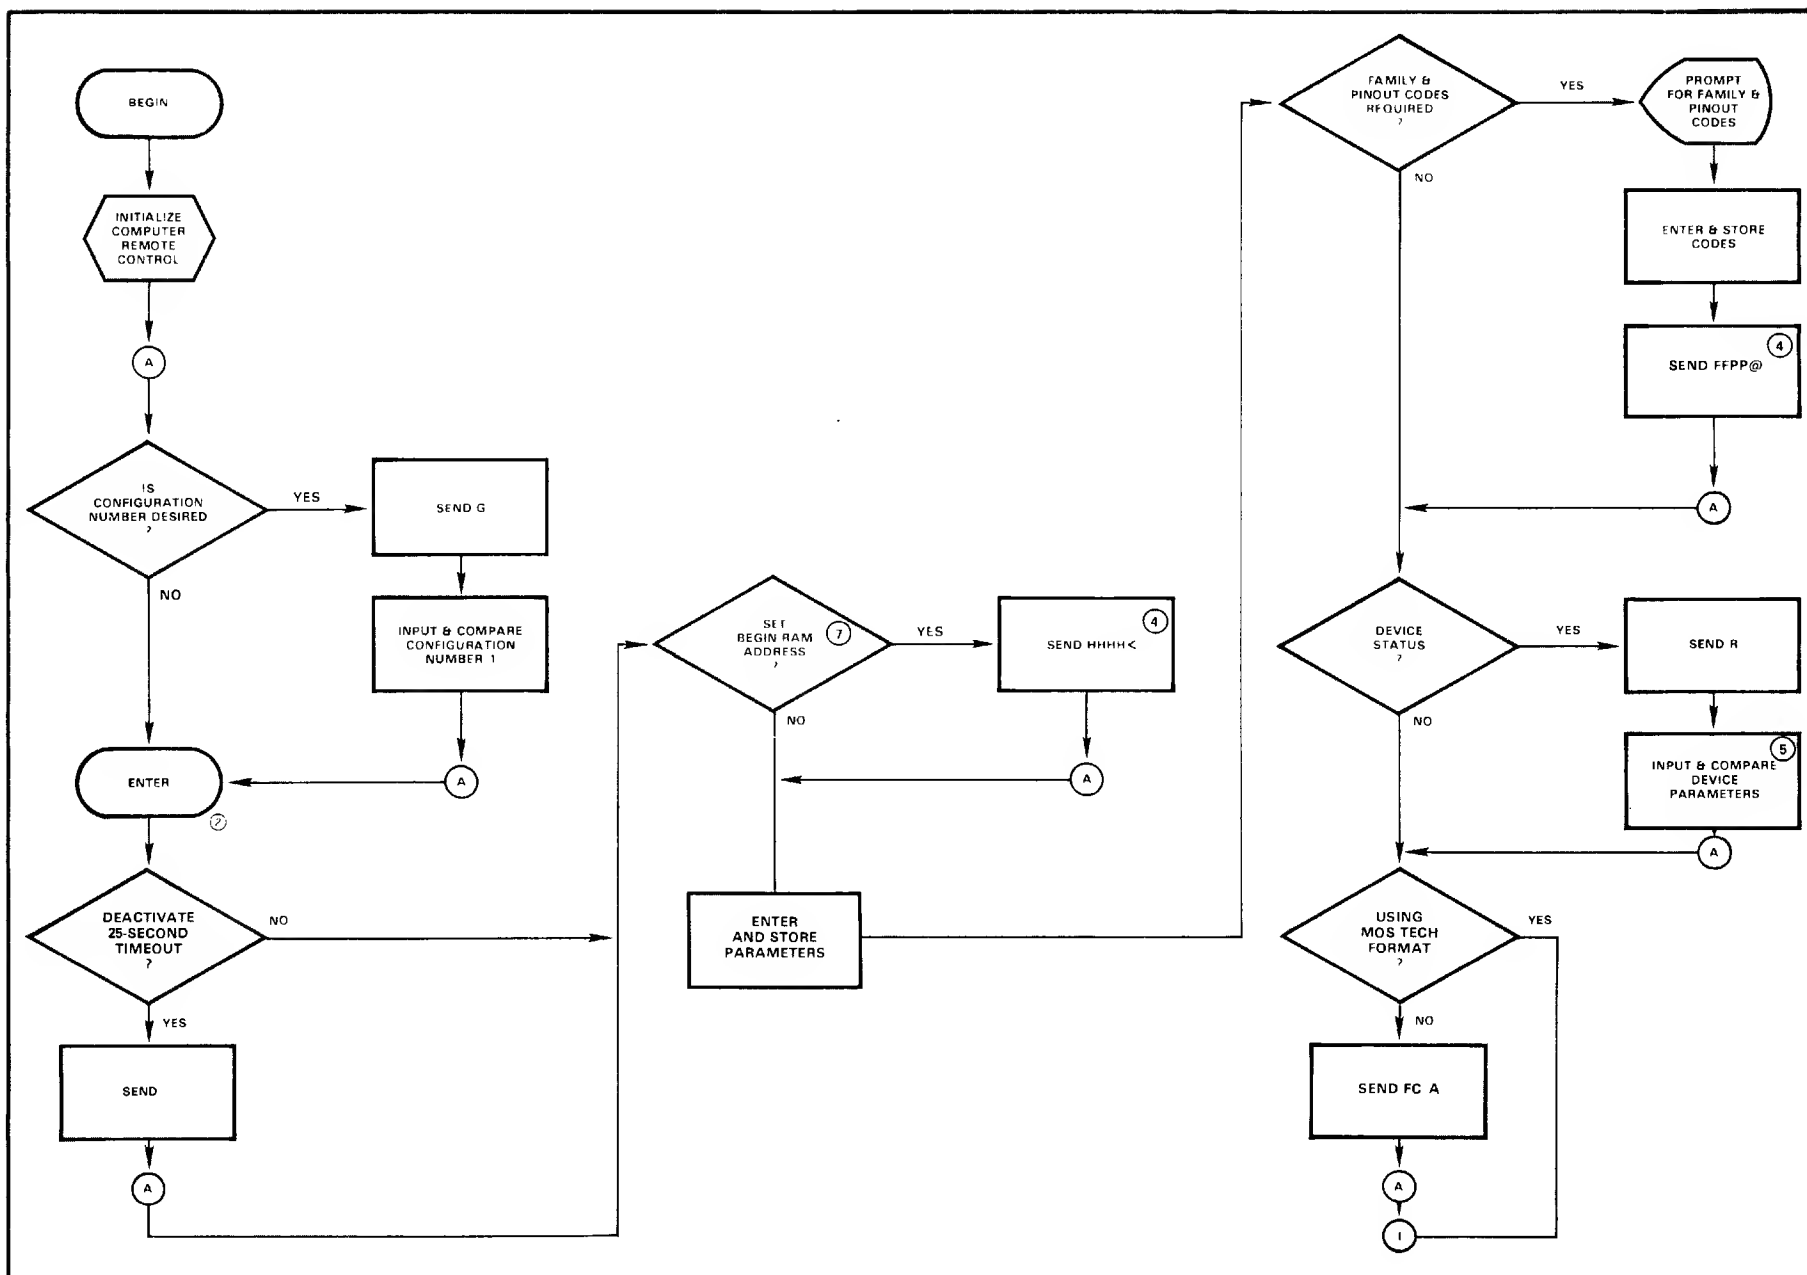 BEGIN
INITIALIZE
COMPUTER
REMOTE
CONTROL
A
IS
CONFIGURATION
NUMBER DESIRED
?
YES
SEND G
NO
INPUT & COMPARE
CONFIGURATION
NUMBER 1
A
ENTER
2
DEACTIVATE
25-SECOND
TIMEOUT
?
NO
YES
SEND
A
SET
BEGIN RAM
ADDRESS
?
7
YES
SEND HHHH<
4
NO
A
ENTER
AND STORE
PARAMETERS
FAMILY &
PINOUT CODES
REQUIRED
?
YES
PROMPT
FOR FAMILY &
PINOUT
CODES
NO
ENTER & STORE
CODES
4
SEND FFPP@
A
DEVICE
STATUS
?
YES
SEND R
NO
5
INPUT & COMPARE
DEVICE
PARAMETERS
A
USING
MOS TECH
FORMAT
?
YES
NO
SEND FC A
A
I